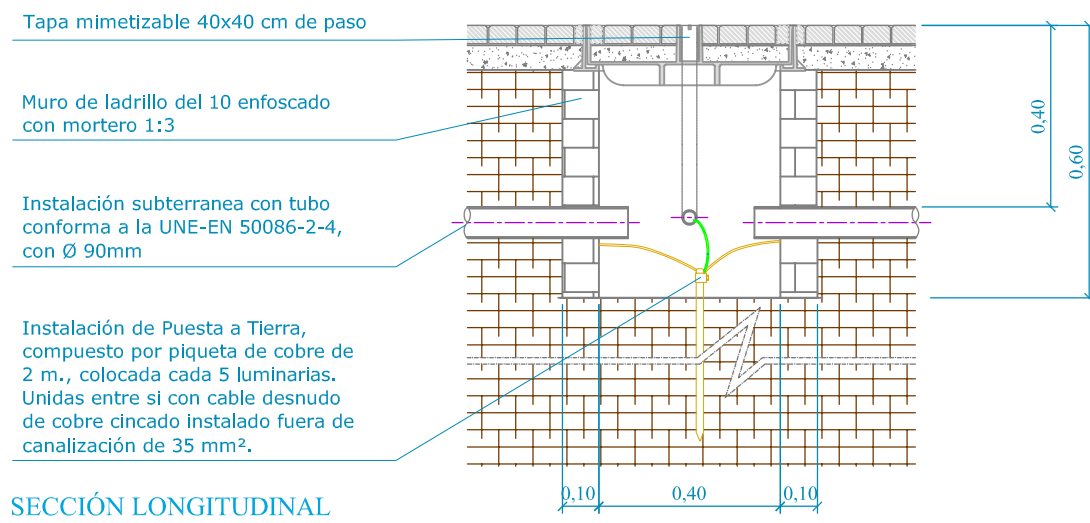 Tapa mimetizable 40x40 cm de paso
Muro de ladrillo del 10 enfoscado
con mortero 1:3
Instalación subterranea con tubo
conforma a la UNE-EN 50086-2-4,
con Ø 90mm
Instalación de Puesta a Tierra,
compuesto por piqueta de cobre de
2 m., colocada cada 5 luminarias.
Unidas entre si con cable desnudo
de cobre cincado instalado fuera de
canalización de 35 mm².
0,40
0,60
0,10
0,40
0,10
SECCIÓN LONGITUDINAL